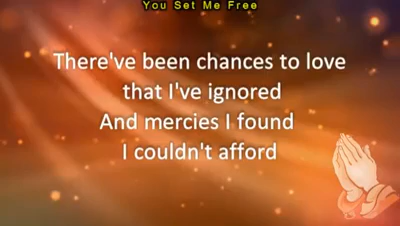 You Set Me Free
There've been chances to love
that I've ignored
And mercies I found
I couldn't afford